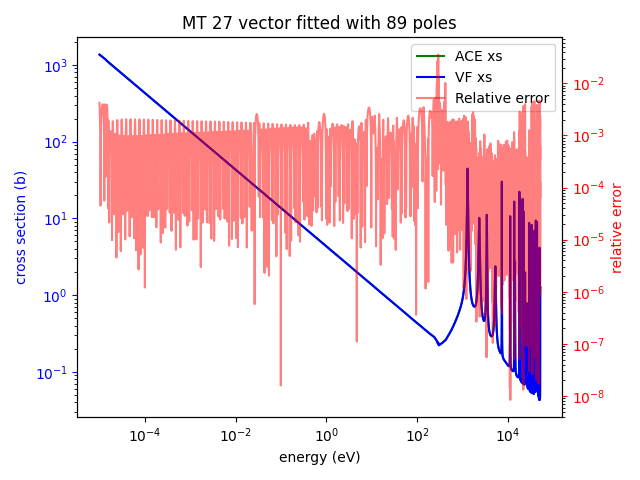 MT 27 vector fitted with 89 poles
ACE xs
VF xs
Relative error
cross section (b)
10³
10²
10¹
10⁰
10⁻¹
10⁻²
10⁻³
10⁻⁴
10⁻⁵
10⁻⁶
10⁻⁷
10⁻⁸
relative error
10⁻⁴ 10⁻² 10⁰ 10² 10⁴
energy (eV)